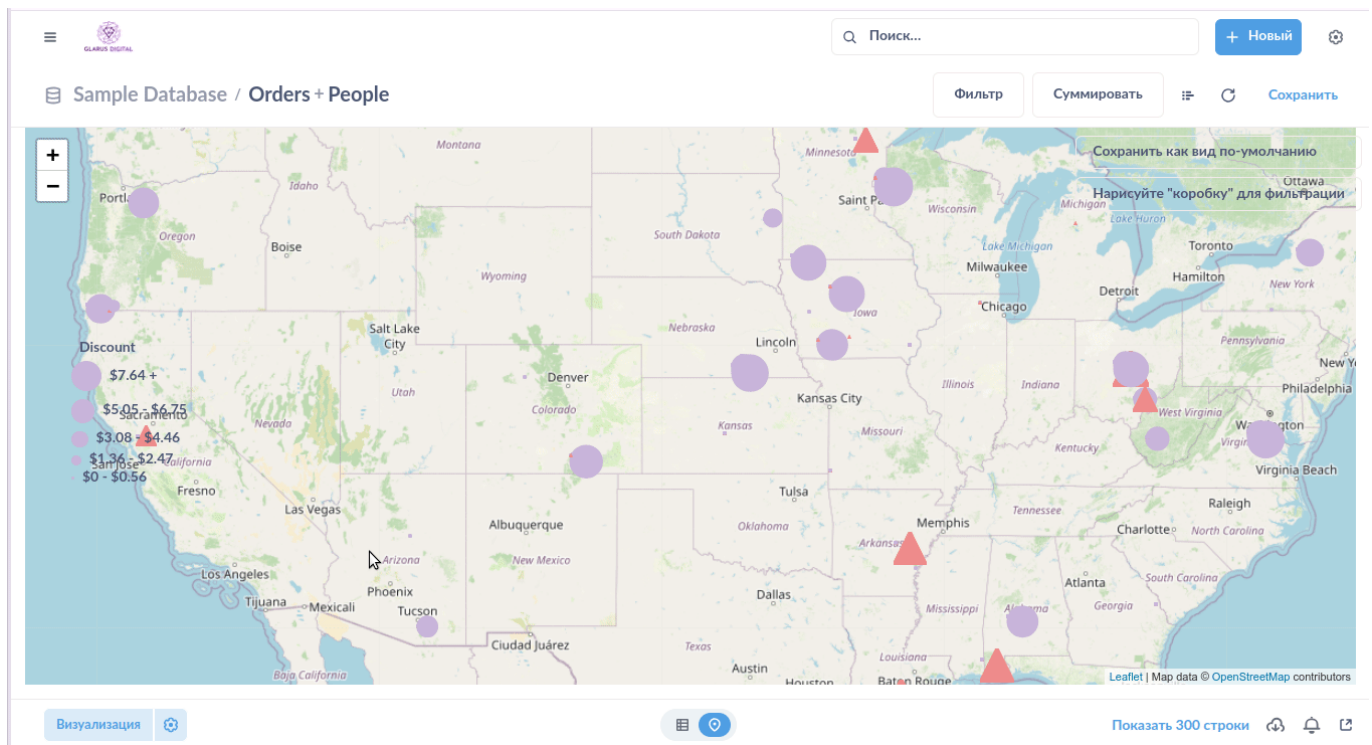 GLARUS DIGITAL
Поиск...
+ Новый
Sample Database / Orders + People
Фильтр
Суммировать
Сохранить
+
−
Сохранить как вид по-умолчанию
Нарисуйте "коробку" для фильтрации
Montana
Minnesota
Ottawa
Idaho
Saint P
Michigan
Portl
Wisconsin
Lake Huron
Oregon
South Dakota
Boise
Lake Michigan
Toronto
Milwaukee
Wyoming
Hamilton
Detroit
New York
Chicago
Iowa
Salt Lake
City
Nebraska
Pennsylvania
Discount
Lincoln
New Y
$7.64 +
Denver
Illinois
Indiana
Philadelphia
Utah
Kansas City
$5.05 - $6.75
Sacramento
Colorado
West Virginia
Nevada
Kansas
Missouri
Washington
$3.08 - $4.46
Kentucky
Virgin
$1.36 - $2.47
San Jose
California
Virginia Beach
$0 - $0.56
Fresno
Tulsa
Las Vegas
Raleigh
Tennessee
Albuquerque
Oklahoma
Memphis
Charlotte
North Carolina
Arkansas
Arizona
New Mexico
Los Angeles
Phoenix
Atlanta
South Carolina
Dallas
Tijuana
Mexicali
Tucson
Mississippi
Alabama
Georgia
Ciudad Juárez
Texas
Louisiana
Austin
Baja California
Houston
Baton Rouge
Leaflet | Map data © OpenStreetMap contributors
Визуализация
Показать 300 строки